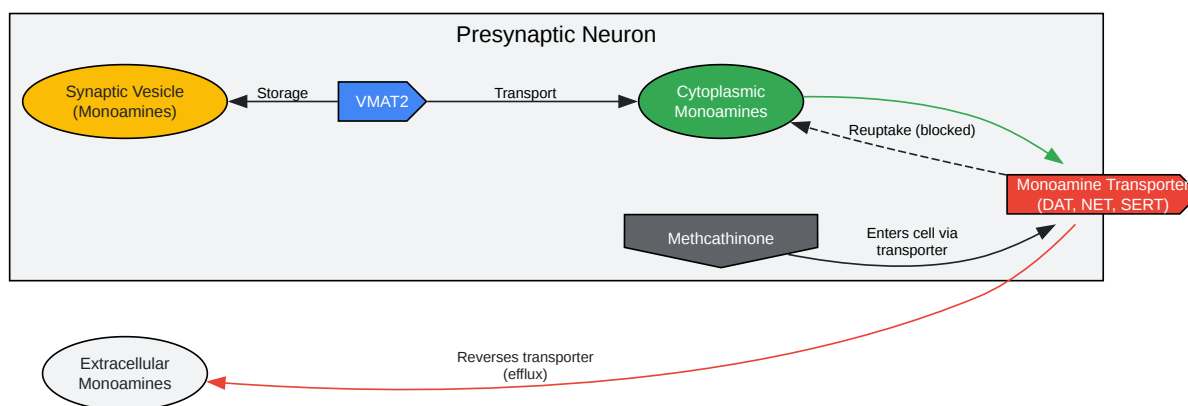 Presynaptic Neuron
Synaptic Vesicle
(Monoamines)
Storage
VMAT2
Transport
Cytoplasmic
Monoamines
Reuptake (blocked)
Monoamine Transporter
(DAT, NET, SERT)
Methcathinone
Enters cell via
transporter
Extracellular
Monoamines
Reverses transporter
(efflux)